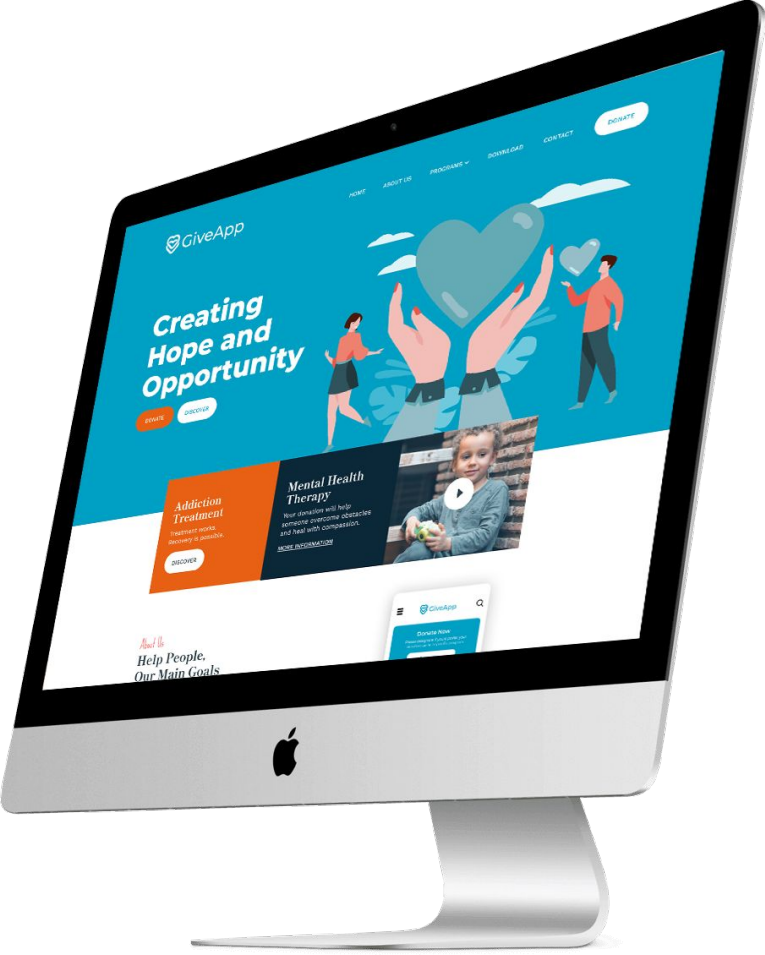 HOME
ABOUT US
PROGRAMS
DOWNLOAD
CONTACT
DONATE
GiveApp
Creating
Hope and
Opportunity
DONATE
DISCOVER
Addiction
Treatment
Treatment works.
Recovery is possible.
DISCOVER
Mental Health
Therapy
Your donation will help
someone overcome obstacles
and heal with compassion.
MORE INFORMATION
About Us
Help People,
Our Main Goals
GiveApp
Donate Now